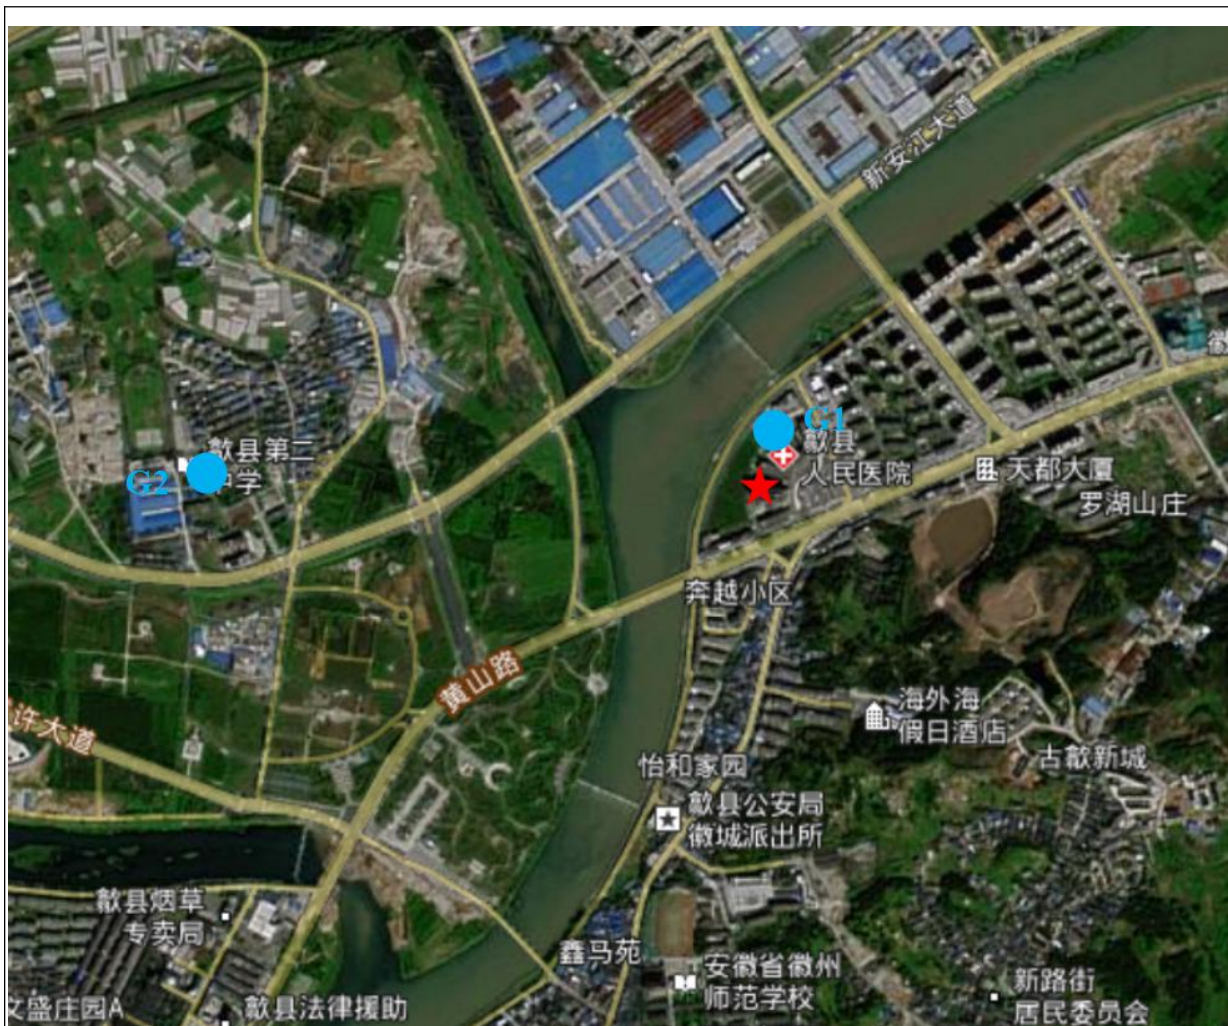 新安江大道
G1
歙县
人民医院
歙县第二
中学
G2
天都大厦
罗湖山庄
奔越小区
黄山路
许大道
海外海
假日酒店
怡和家园
古歙新城
歙县公安局
徽城派出所
歙县烟草
专卖局
鑫马苑
安徽省徽州
师范学校
新路街
居民委员会
文盛庄园A
歙县法律援助